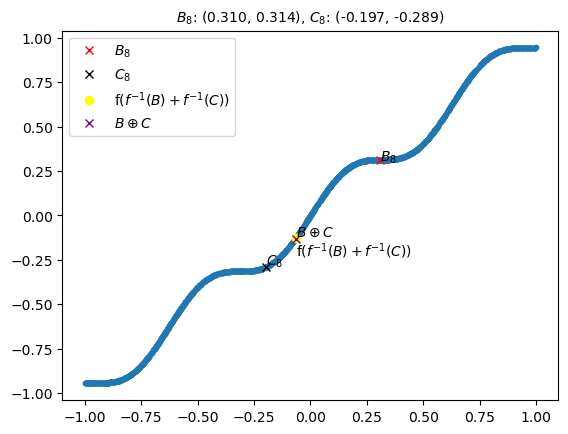 B₈: (0.310, 0.314), C₈: (-0.197, -0.289)
B₈
C₈
f(f⁻¹(B) + f⁻¹(C))
B ⊕ C
1.00
0.75
0.50
0.25
0.00
−0.25
−0.50
−0.75
−1.00
B₈
B ⊕ C
f(f⁻¹(B) + f⁻¹(C))
C₈
−1.00 −0.75 −0.50 −0.25 0.00 0.25 0.50 0.75 1.00